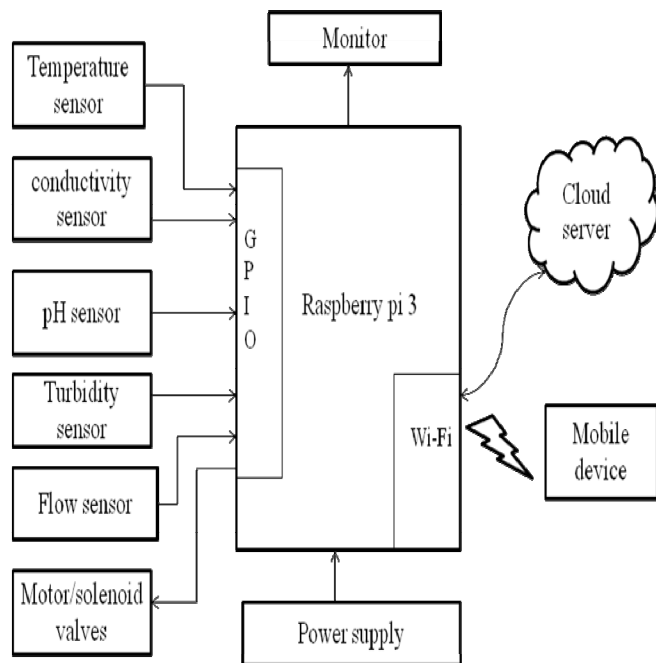 Monitor
Temperature
sensor
conductivity
sensor
pH sensor
Turbidity
sensor
Flow sensor
Motor/solenoid
valves
G
P
I
O
Raspberry pi 3
Wi-Fi
Power supply
Cloud
server
Mobile
device